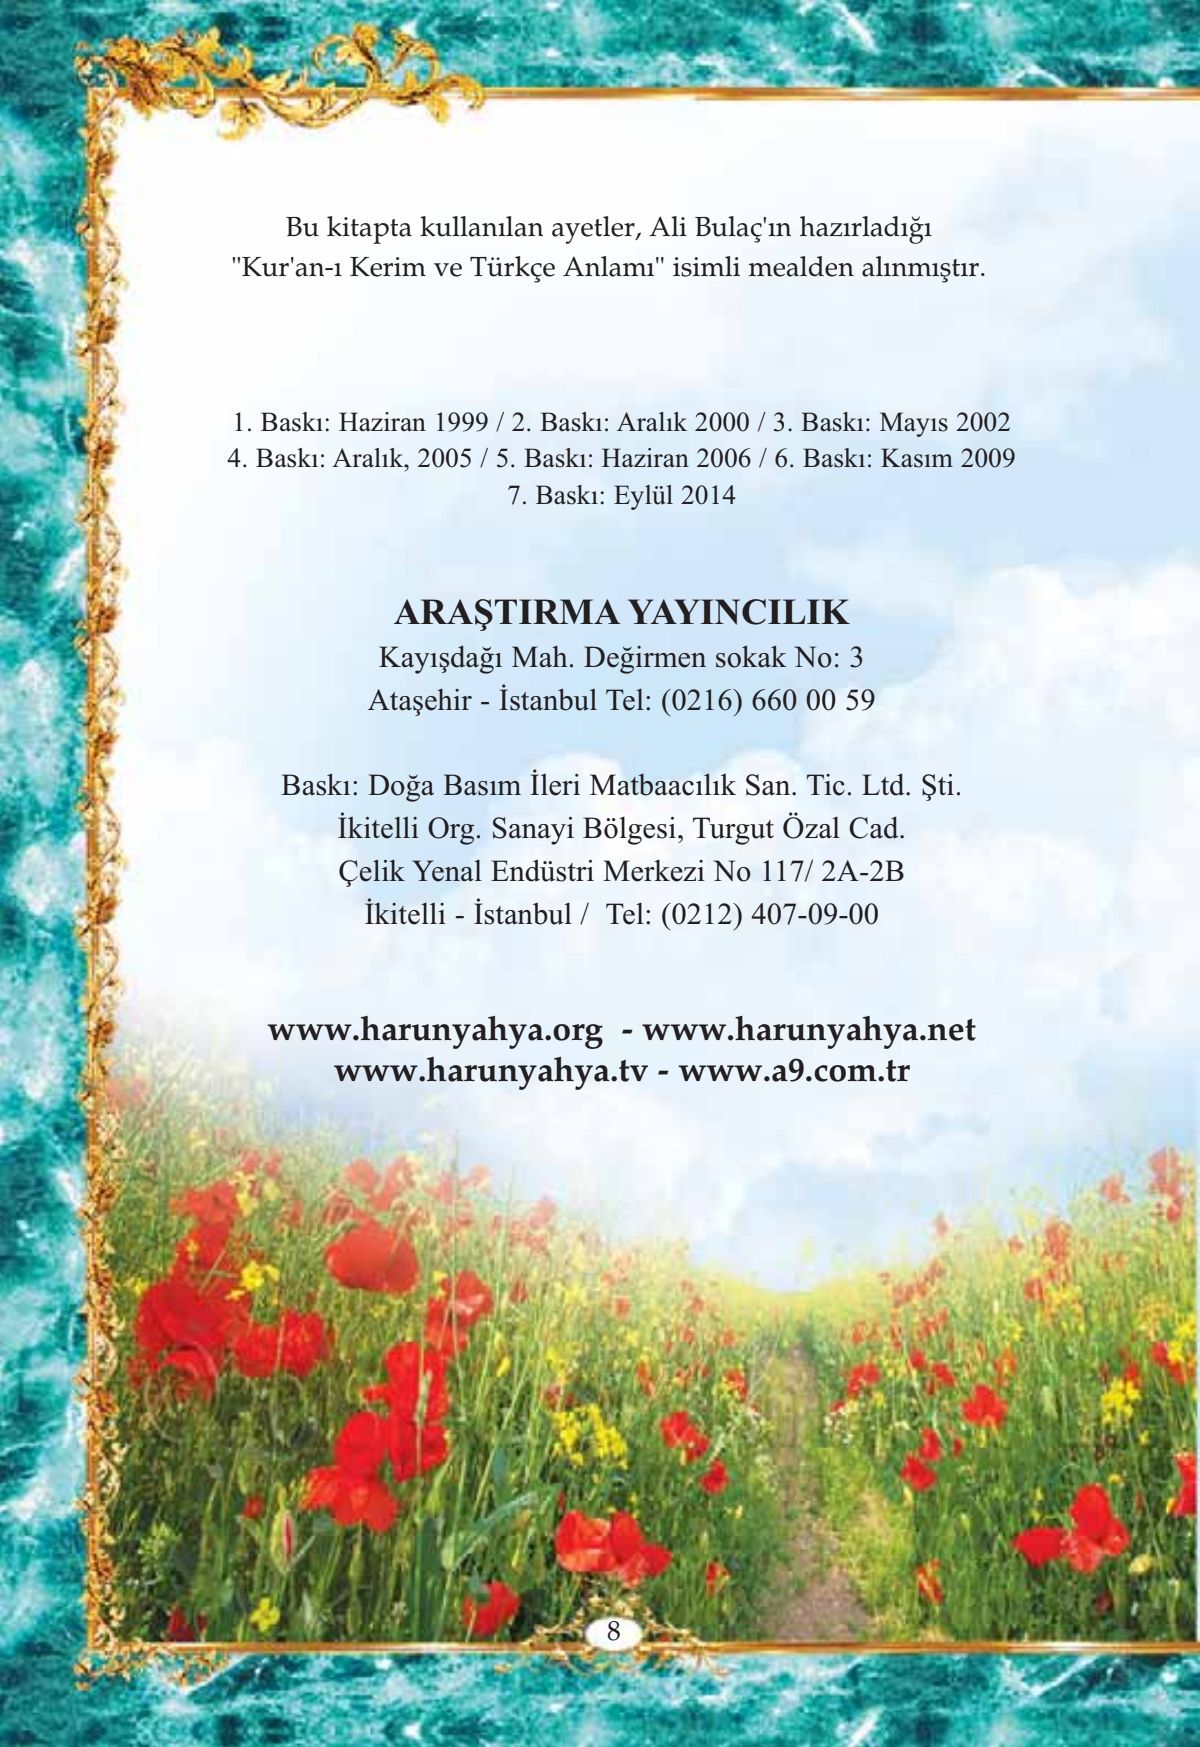 Bu kitapta kullanılan ayetler, Ali Bulaç'ın hazırladığı
"Kur'an-ı Kerim ve Türkçe Anlamı" isimli mealden alınmıştır.
1. Baskı: Haziran 1999 / 2. Baskı: Aralık 2000 / 3. Baskı: Mayıs 2002
4. Baskı: Aralık, 2005 / 5. Baskı: Haziran 2006 / 6. Baskı: Kasım 2009
7. Baskı: Eylül 2014
ARAŞTIRMA YAYINCILIK
Kayışdağı Mah. Değirmen sokak No: 3
Ataşehir - İstanbul Tel: (0216) 660 00 59
Baskı: Doğa Basım İleri Matbaacılık San. Tic. Ltd. Şti.
İkitelli Org. Sanayi Bölgesi, Turgut Özal Cad.
Çelik Yenal Endüstri Merkezi No 117/ 2A-2B
İkitelli - İstanbul / Tel: (0212) 407-09-00
www.harunyahya.org - www.harunyahya.net
www.harunyahya.tv - www.a9.com.tr
8